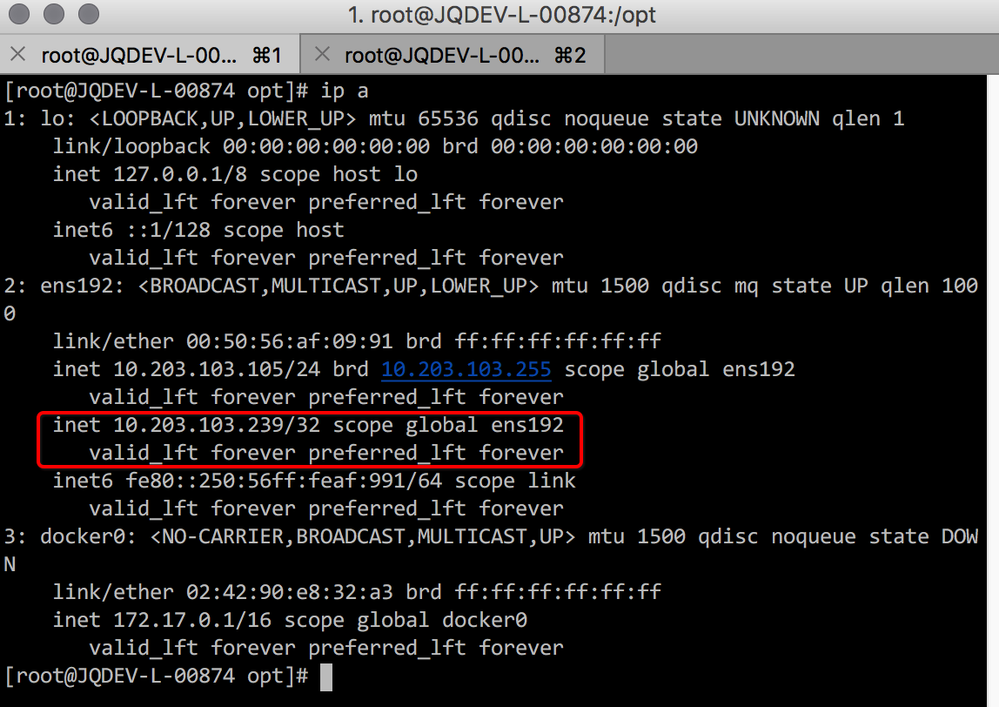 1. root@JQDEV-L-00874:/opt
root@JQDEV-L-00... ⌘1 root@JQDEV-L-00... ⌘2
[root@JQDEV-L-00874 opt]# ip a
1: lo: <LOOPBACK,UP,LOWER_UP> mtu 65536 qdisc noqueue state UNKNOWN qlen 1
    link/loopback 00:00:00:00:00:00 brd 00:00:00:00:00:00
    inet 127.0.0.1/8 scope host lo
       valid_lft forever preferred_lft forever
    inet6 ::1/128 scope host
       valid_lft forever preferred_lft forever
2: ens192: <BROADCAST,MULTICAST,UP,LOWER_UP> mtu 1500 qdisc mq state UP qlen 100
0
    link/ether 00:50:56:af:09:91 brd ff:ff:ff:ff:ff:ff
    inet 10.203.103.105/24 brd 10.203.103.255 scope global ens192
       valid_lft forever preferred_lft forever
    inet 10.203.103.239/32 scope global ens192
       valid_lft forever preferred_lft forever
    inet6 fe80::250:56ff:feaf:991/64 scope link
       valid_lft forever preferred_lft forever
3: docker0: <NO-CARRIER,BROADCAST,MULTICAST,UP> mtu 1500 qdisc noqueue state DOW
N
    link/ether 02:42:90:e8:32:a3 brd ff:ff:ff:ff:ff:ff
    inet 172.17.0.1/16 scope global docker0
       valid_lft forever preferred_lft forever
[root@JQDEV-L-00874 opt]#